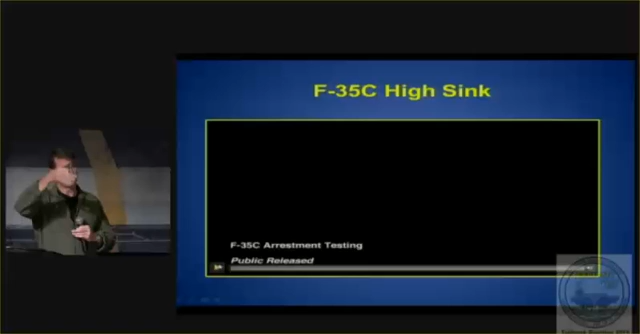 F-35C High Sink
F-35C Arrestment Testing
Public Released